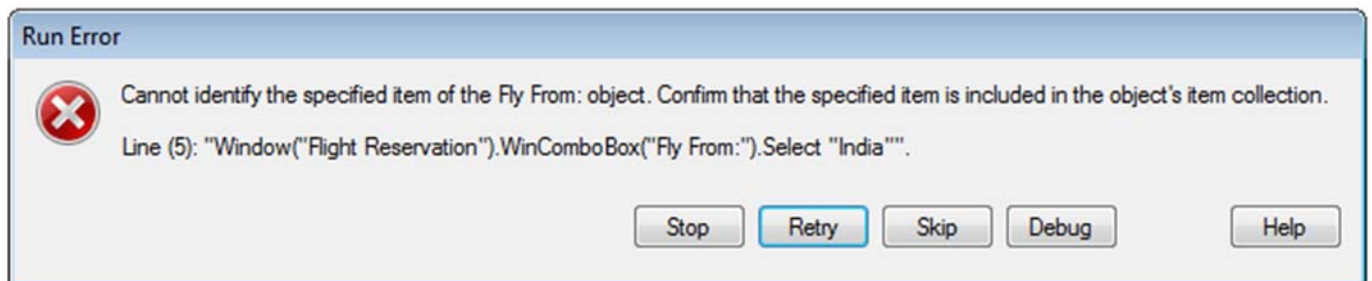 Run Error
Cannot identify the specified item of the Fly From: object. Confirm that the specified item is included in the object's item collection.
Line (5): "Window("Flight Reservation").WinComboBox("Fly From:").Select "India"".
Stop Retry Skip Debug Help